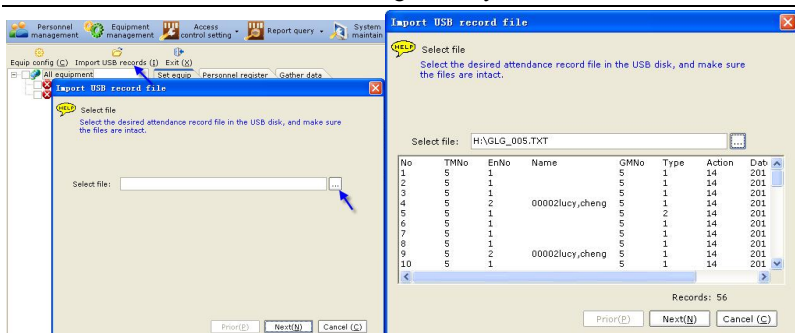 Personnel management
Equipment management
Access control setting
Report query
System maintain
Equip config (C) Import USB records (I) Exit (X)
All equipment
Set equip Personnel register Gather data
Import USB record file
HELP
Select file
Select the desired attendance record file in the USB disk, and make sure
the files are intact.
Select file:
...
Prior(P) Next(N) Cancel (C)
Import USB record file
HELP
Select file
Select the desired attendance record file in the USB disk, and make sure
the files are intact.
Select file: H:\GLG_005.TXT ...
No TMNo EnNo Name GMNo Type Action Dat
1 5 1 5 1 14 201
2 5 1 5 1 14 201
3 5 1 5 1 14 201
4 5 2 00002lucy,cheng 5 1 14 201
5 5 1 5 2 14 201
6 5 1 5 1 14 201
7 5 1 5 1 14 201
8 5 1 5 1 14 201
9 5 2 00002lucy,cheng 5 1 14 201
10 5 1 5 1 14 201
Records: 56
Prior(P) Next(N) Cancel (C)